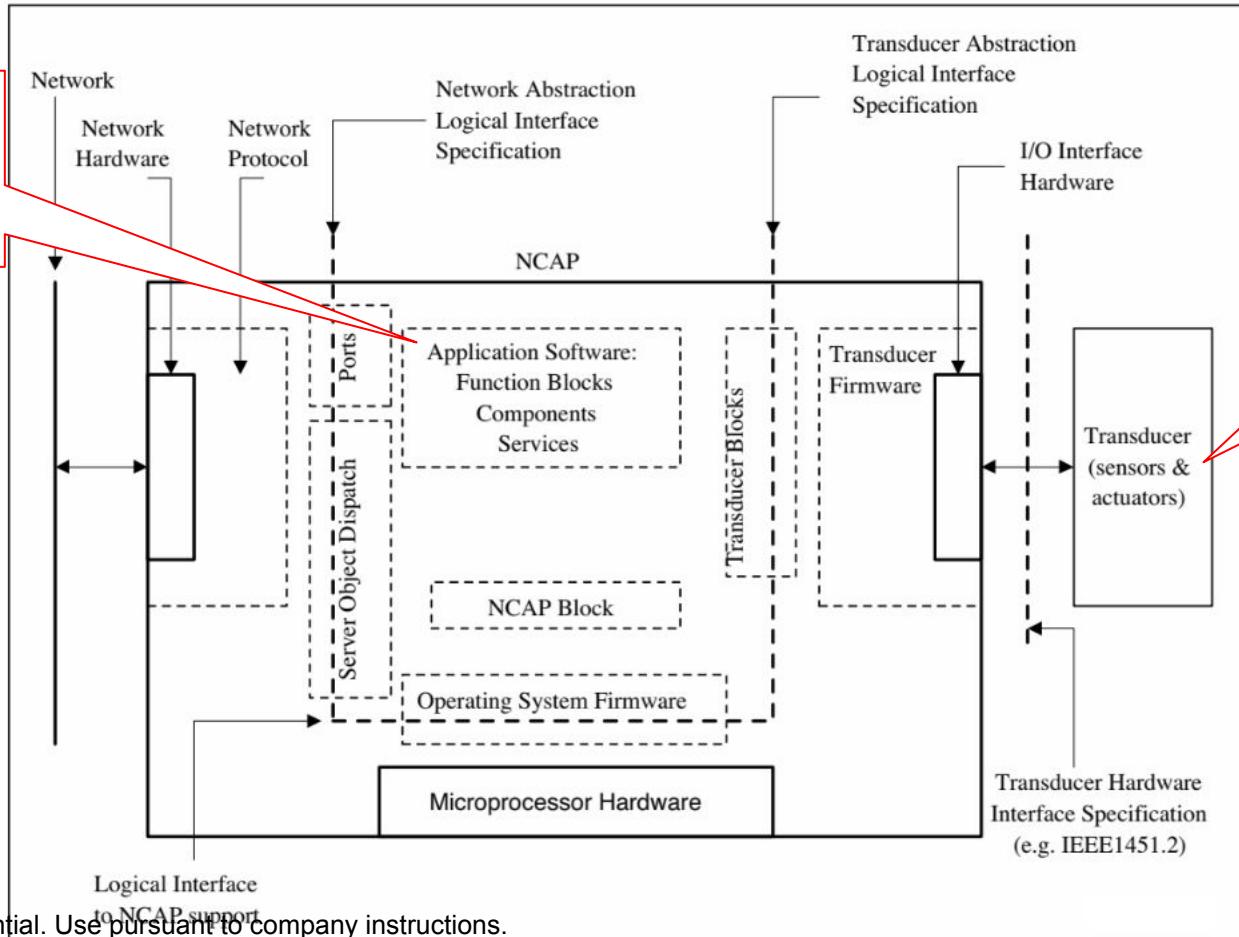 Network
Network
Hardware
Network
Protocol
Network Abstraction
Logical Interface
Specification
Transducer Abstraction
Logical Interface
Specification
I/O Interface
Hardware
NCAP
Ports
Application Software:
Function Blocks
Components
Services
Transducer Blocks
Transducer
Firmware
Transducer
(sensors &
actuators)
Server Object Dispatch
NCAP Block
Operating System Firmware
Microprocessor Hardware
Transducer Hardware
Interface Specification
(e.g. IEEE1451.2)
Logical Interface
to NCAP support
ntial. Use pursuant to company instructions.